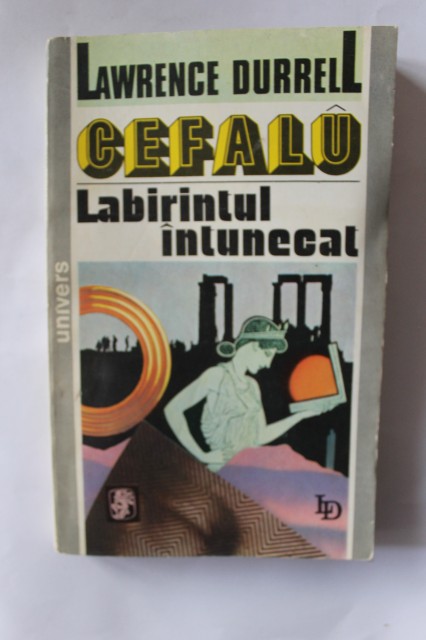 LAWRENCE DURRELL
CEFALÛ
Labirintul
întunecat
univers
LD